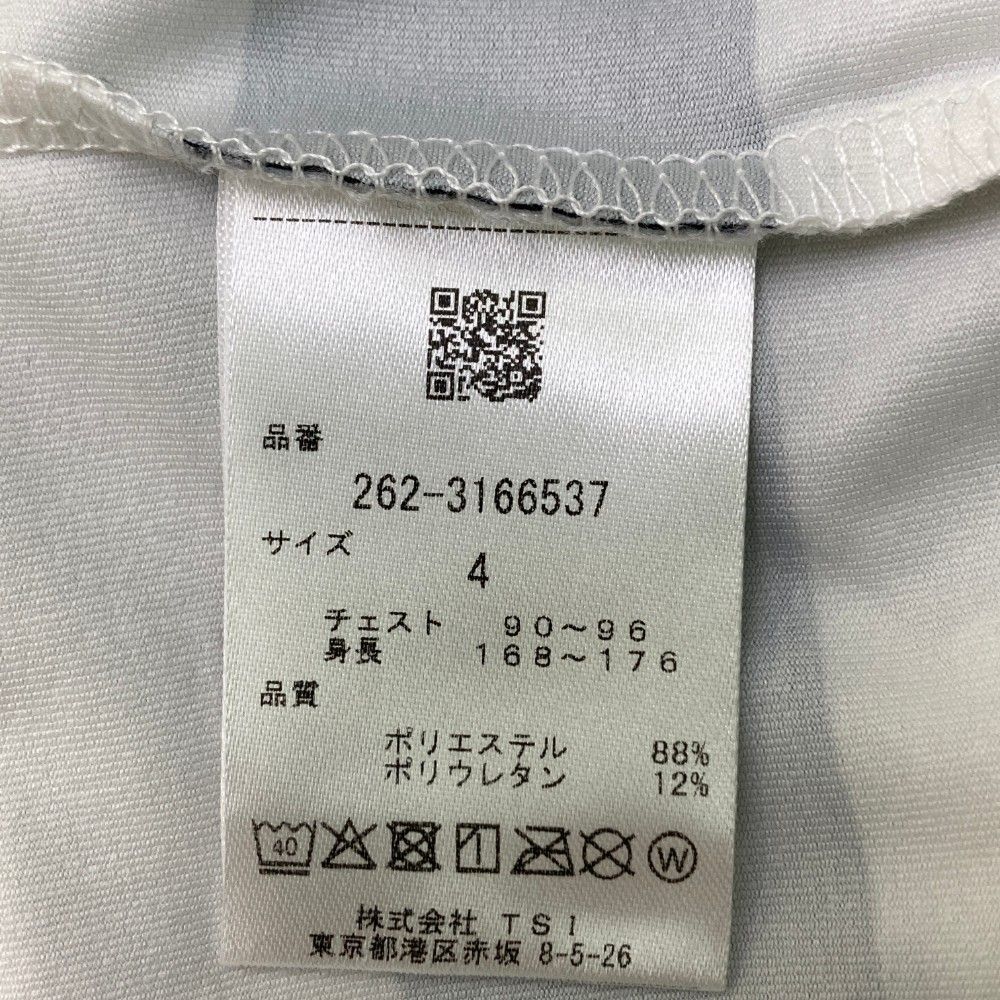 品番
262-3166537
サイズ
4
チェスト 90～96
身長 168～176
品質
ポリエステル 88%
ポリウレタン 12%
40 W
株式会社 TSI
東京都港区赤坂 8-5-26